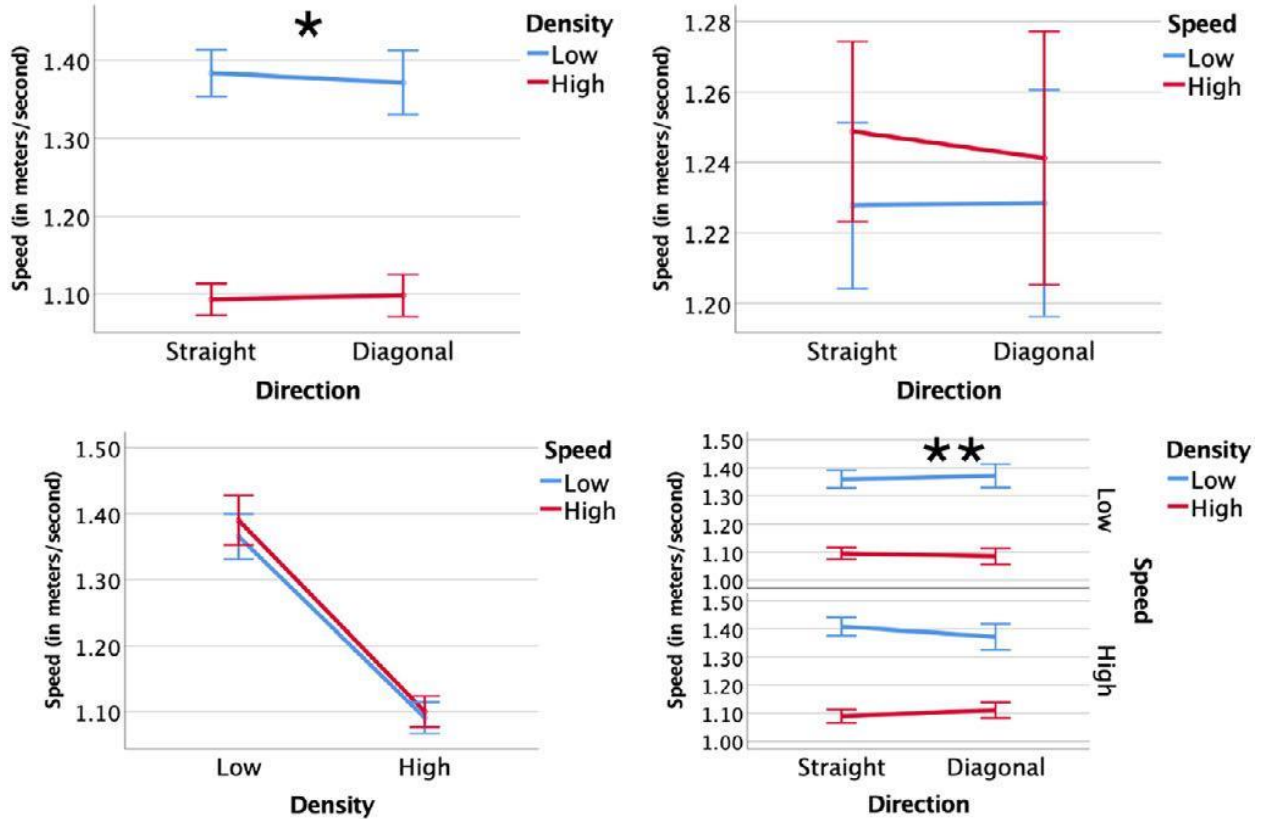 Speed (in meters/second)
1.40
1.30
1.20
1.10
*
Density
Low
High
Straight
Diagonal
Direction
Speed (in meters/second)
1.28
1.26
1.24
1.22
1.20
Speed
Low
High
Straight
Diagonal
Direction
Speed (in meters/second)
1.50
1.40
1.30
1.20
1.10
Speed
Low
High
Low
High
Density
Speed (in meters/second)
1.50
1.40
1.30
1.20
1.10
1.00
1.50
1.40
1.30
1.20
1.10
1.00
**
Low
High
Speed
Density
Low
High
Straight
Diagonal
Direction